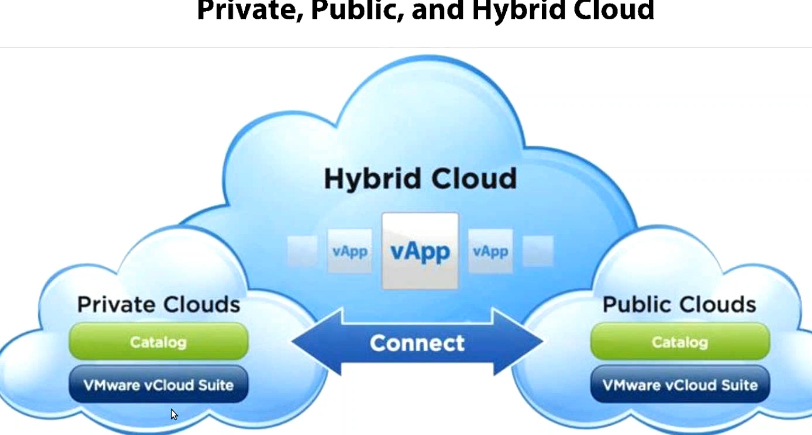 Private, Public, and Hybrid Cloud
Hybrid Cloud
vApp vApp vApp
Private Clouds
Catalog
VMware vCloud Suite
Connect
Public Clouds
Catalog
VMware vCloud Suite